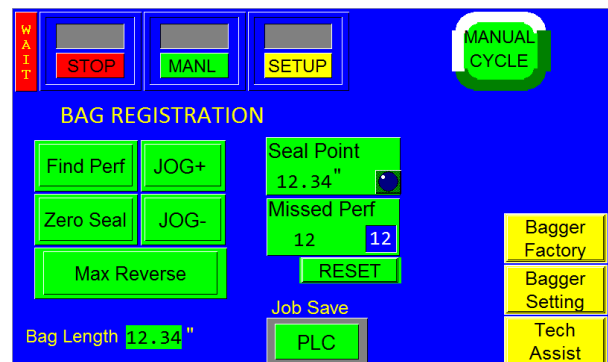 WAIT
STOP
MANL
SETUP
MANUAL
CYCLE
BAG REGISTRATION
Find Perf
JOG+
Seal Point
12.34"
Zero Seal
JOG-
Missed Perf
12
12
Max Reverse
RESET
Bagger
Factory
Bagger
Setting
Job Save
Bag Length 12.34"
PLC
Tech
Assist